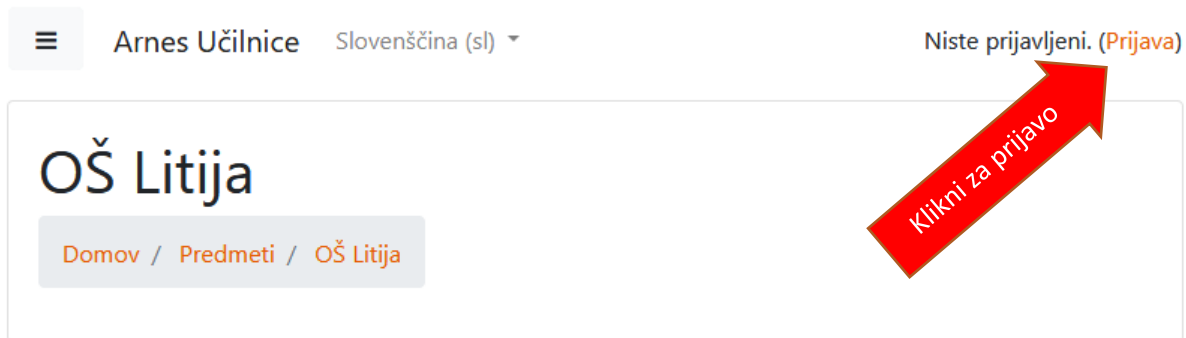 Arnes Učilnice Slovenščina (sl) Niste prijavljeni. (Prijava)
Klikni za prijavo
OŠ Litija
Domov / Predmeti / OŠ Litija